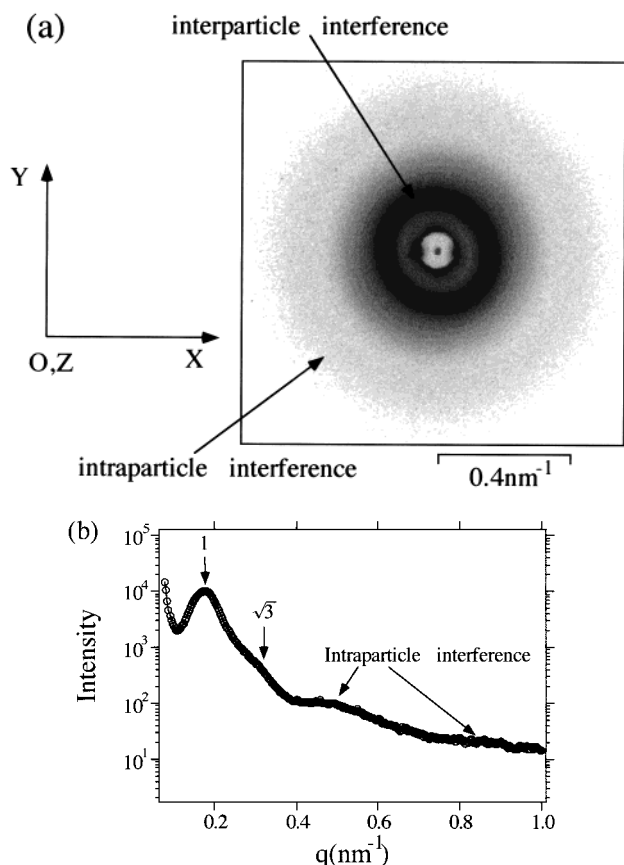 (a)
interparticle interference
Y
X
O,Z
intraparticle interference
0.4nm⁻¹
(b)
10⁵
10⁴
10³
10²
10¹
Intensity
1
√3
Intraparticle interference
0.2 0.4 0.6 0.8 1.0
q(nm⁻¹)